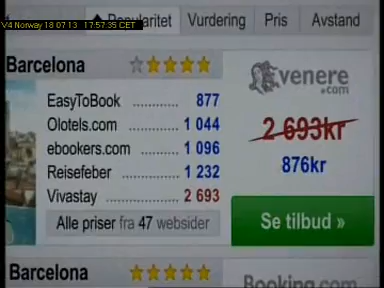 V4 Norway 18 07 13 17:57:35 CET
Popularitet Vurdering Pris Avstand
Barcelona
venere
.com
EasyToBook ............ 877
Olotels.com ........... 1 044
ebookers.com ......... 1 096
Reisefeber ............ 1 232
Vivastay ............... 2 693
2 693kr
876kr
Alle priser fra 47 websider
Se tilbud »
Barcelona
Booking.com